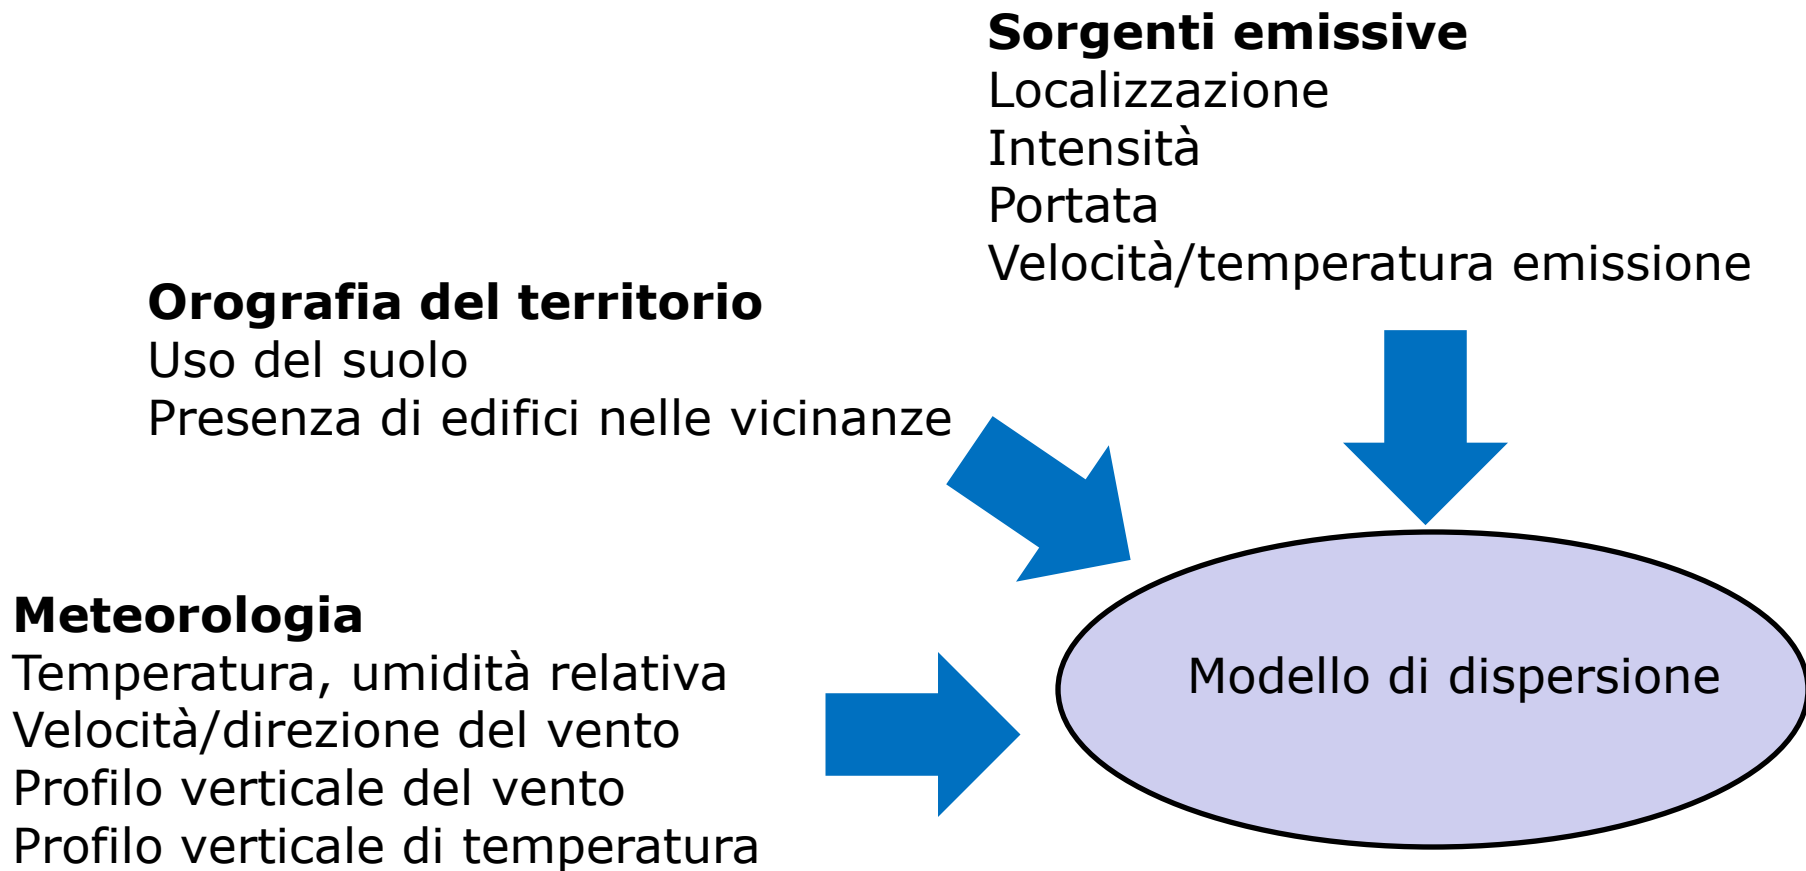 Sorgenti emissive
Localizzazione
Intensità
Portata
Velocità/temperatura emissione
Orografia del territorio
Uso del suolo
Presenza di edifici nelle vicinanze
Meteorologia
Temperatura, umidità relativa
Velocità/direzione del vento
Profilo verticale del vento
Profilo verticale di temperatura
Modello di dispersione